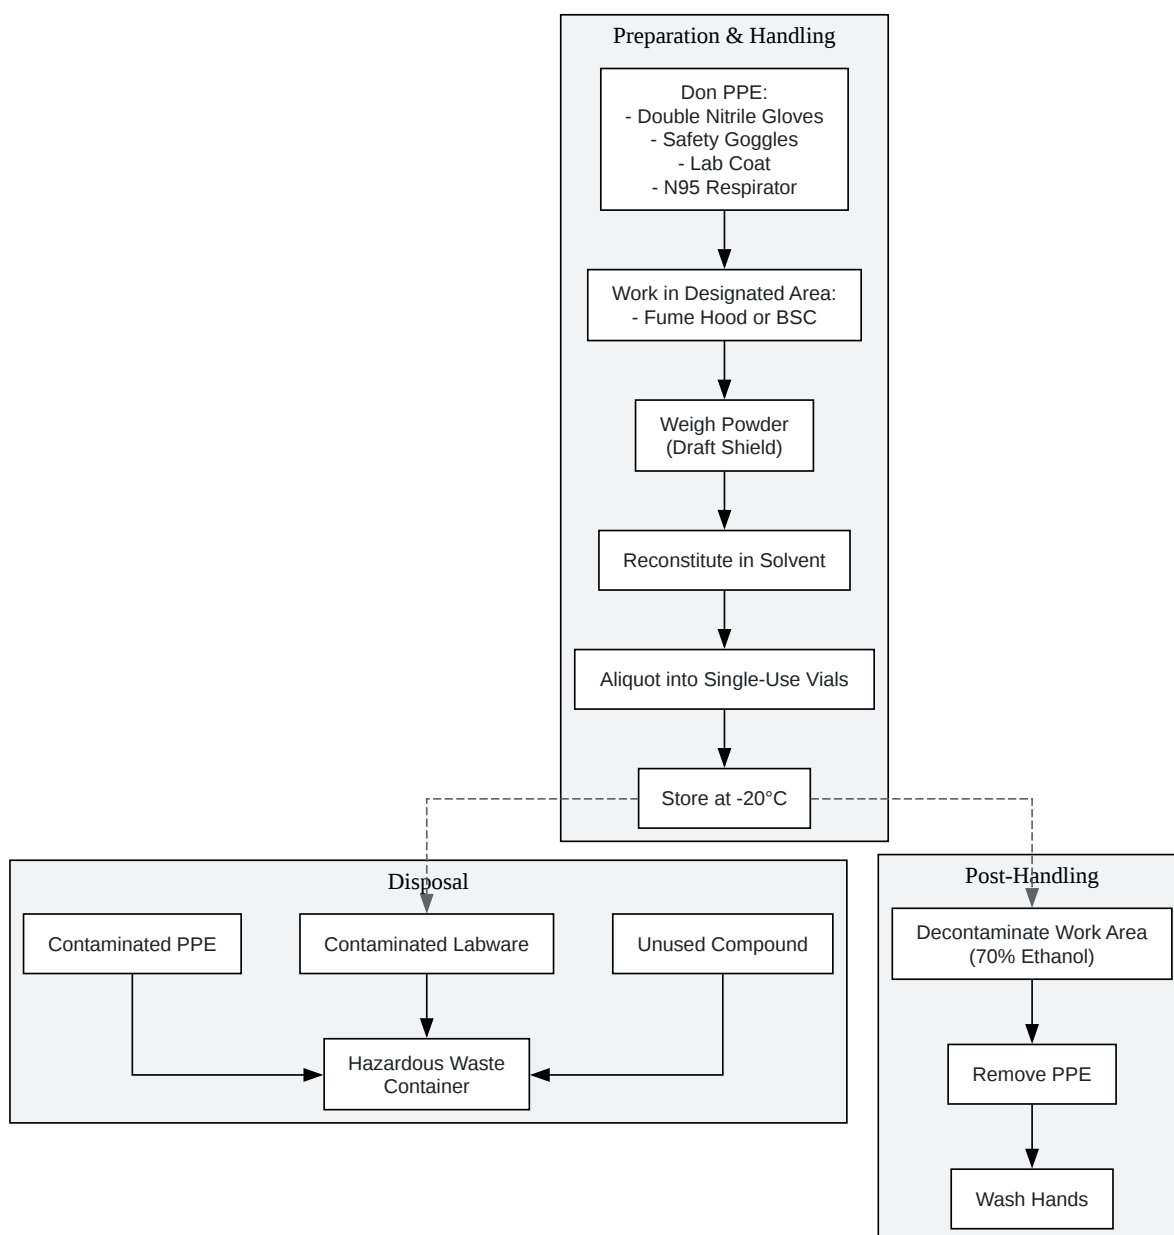 Preparation & Handling
Don PPE:
- Double Nitrile Gloves
- Safety Goggles
- Lab Coat
- N95 Respirator
Work in Designated Area:
- Fume Hood or BSC
Weigh Powder
(Draft Shield)
Reconstitute in Solvent
Aliquot into Single-Use Vials
Store at -20°C
Disposal
Contaminated PPE
Contaminated Labware
Unused Compound
Hazardous Waste
Container
Post-Handling
Decontaminate Work Area
(70% Ethanol)
Remove PPE
Wash Hands